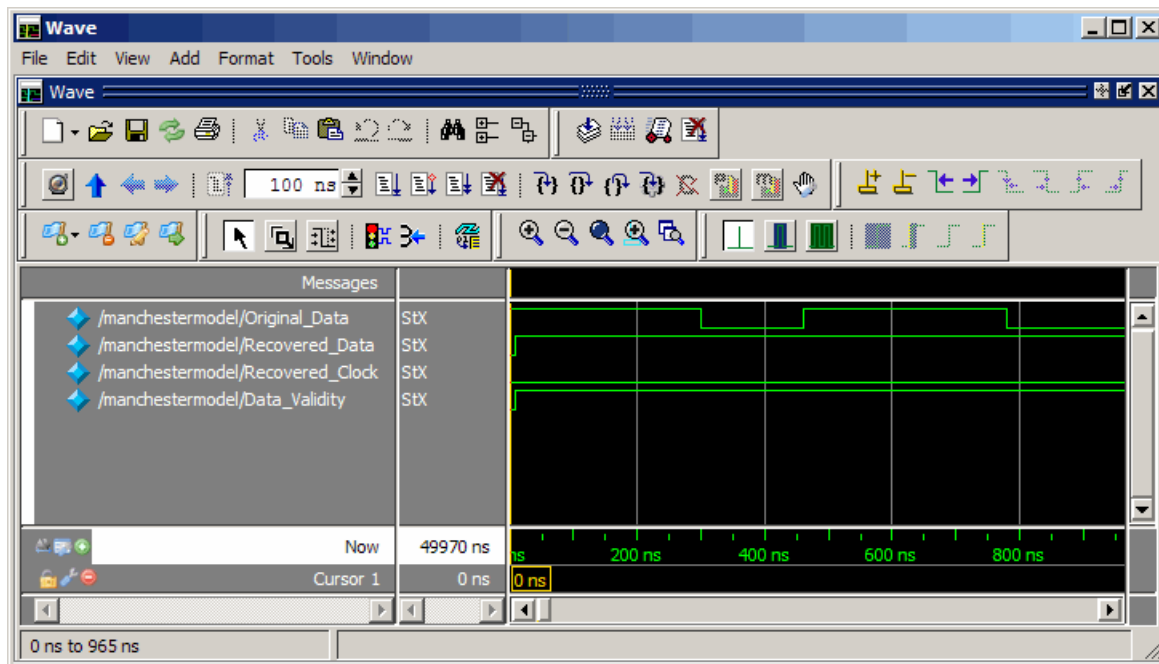 Wave
File Edit View Add Format Tools Window
Wave
100 ns
Messages
/manchestermodel/Original_Data StX
/manchestermodel/Recovered_Data StX
/manchestermodel/Recovered_Clock StX
/manchestermodel/Data_Validity StX
Now 49970 ns
ns 200 ns 400 ns 600 ns 800 ns
Cursor 1 0 ns 0 ns
0 ns to 965 ns